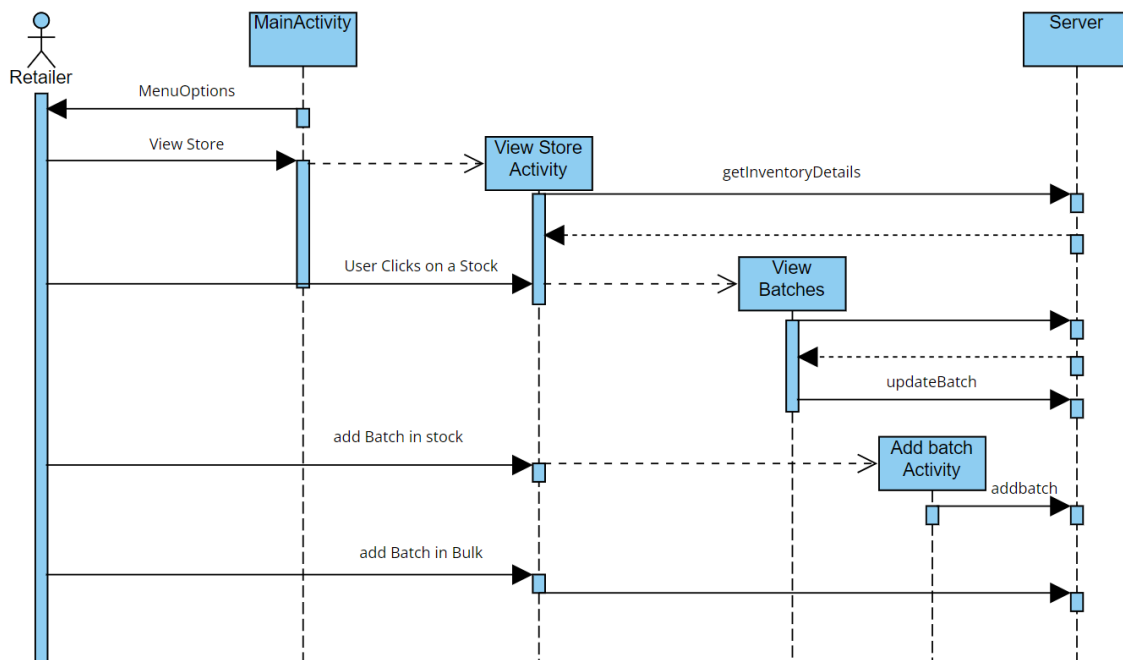 MainActivity
Server
Retailer
MenuOptions
View Store
View Store
Activity
getInventoryDetails
User Clicks on a Stock
View
Batches
updateBatch
add Batch in stock
Add batch
Activity
addbatch
add Batch in Bulk